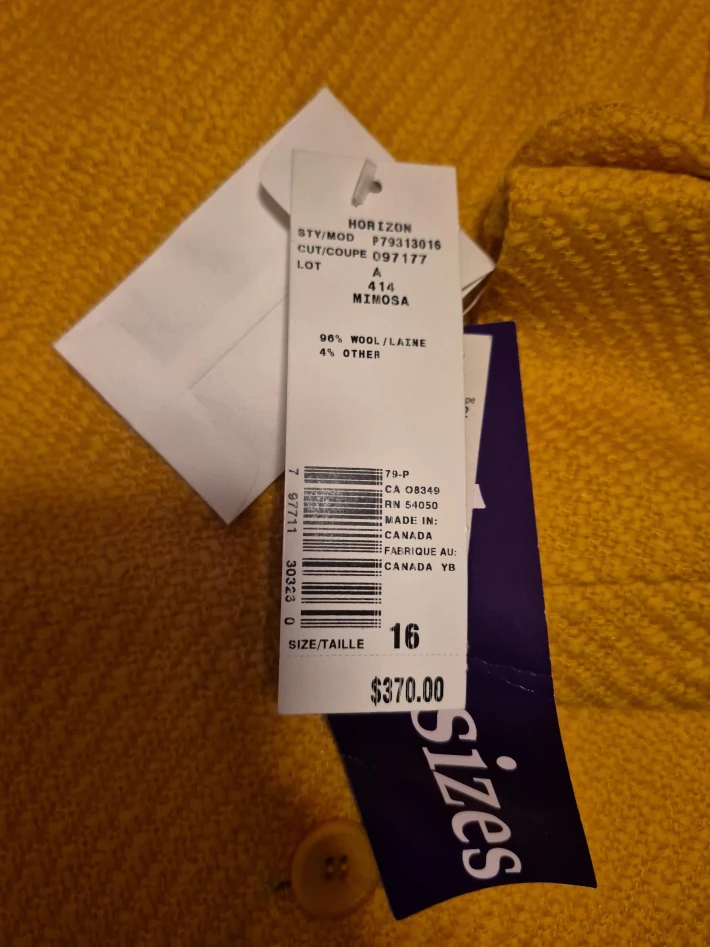 HORIZON
STY/MOD P79313016
CUT/COUPE 097177
LOT A
414
MIMOSA
96% WOOL/LAINE
4% OTHER
79-P
CA 08349
RN 54050
MADE IN:
CANADA
FABRIQUE AU:
CANADA YB
7 97711 30323 0
SIZE/TAILLE 16
$370.00
sizes